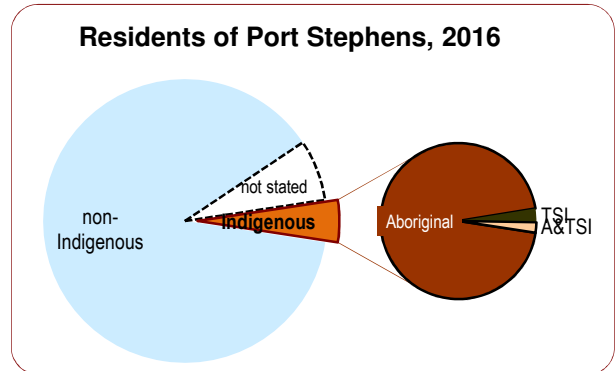 Residents of Port Stephens, 2016
not stated
non-
Indigenous
Indigenous
Aboriginal
TSI
A&TSI